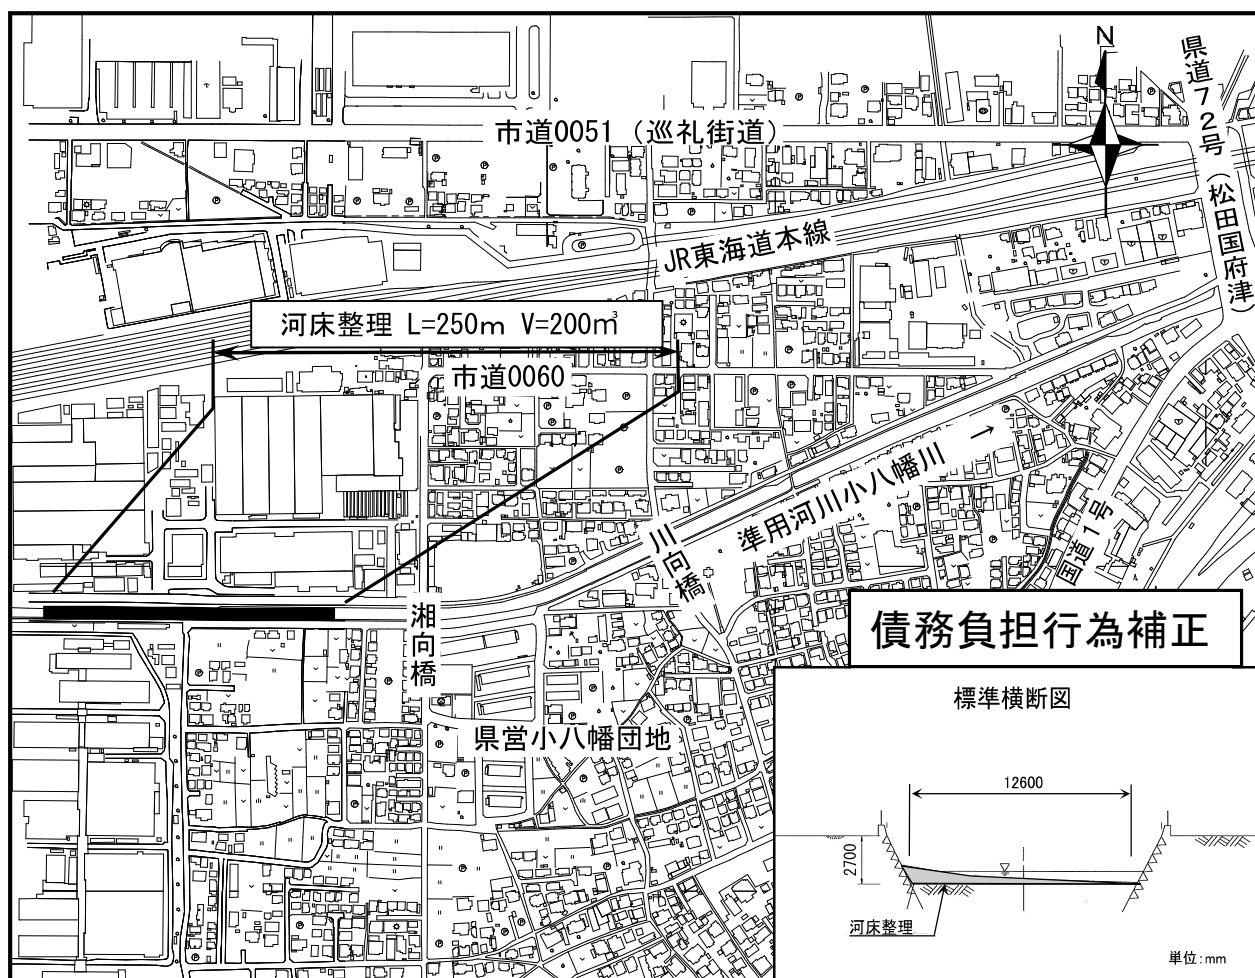 N
県道72号（松田国府津）
市道0051（巡礼街道）
JR東海道本線
河床整理 L=250m V=200㎥
市道0060
準用河川小八幡川 →
川向橋
国道1号
湘向橋
債務負担行為補正
県営小八幡団地
標準横断図
12600
2700
河床整理
単位:mm